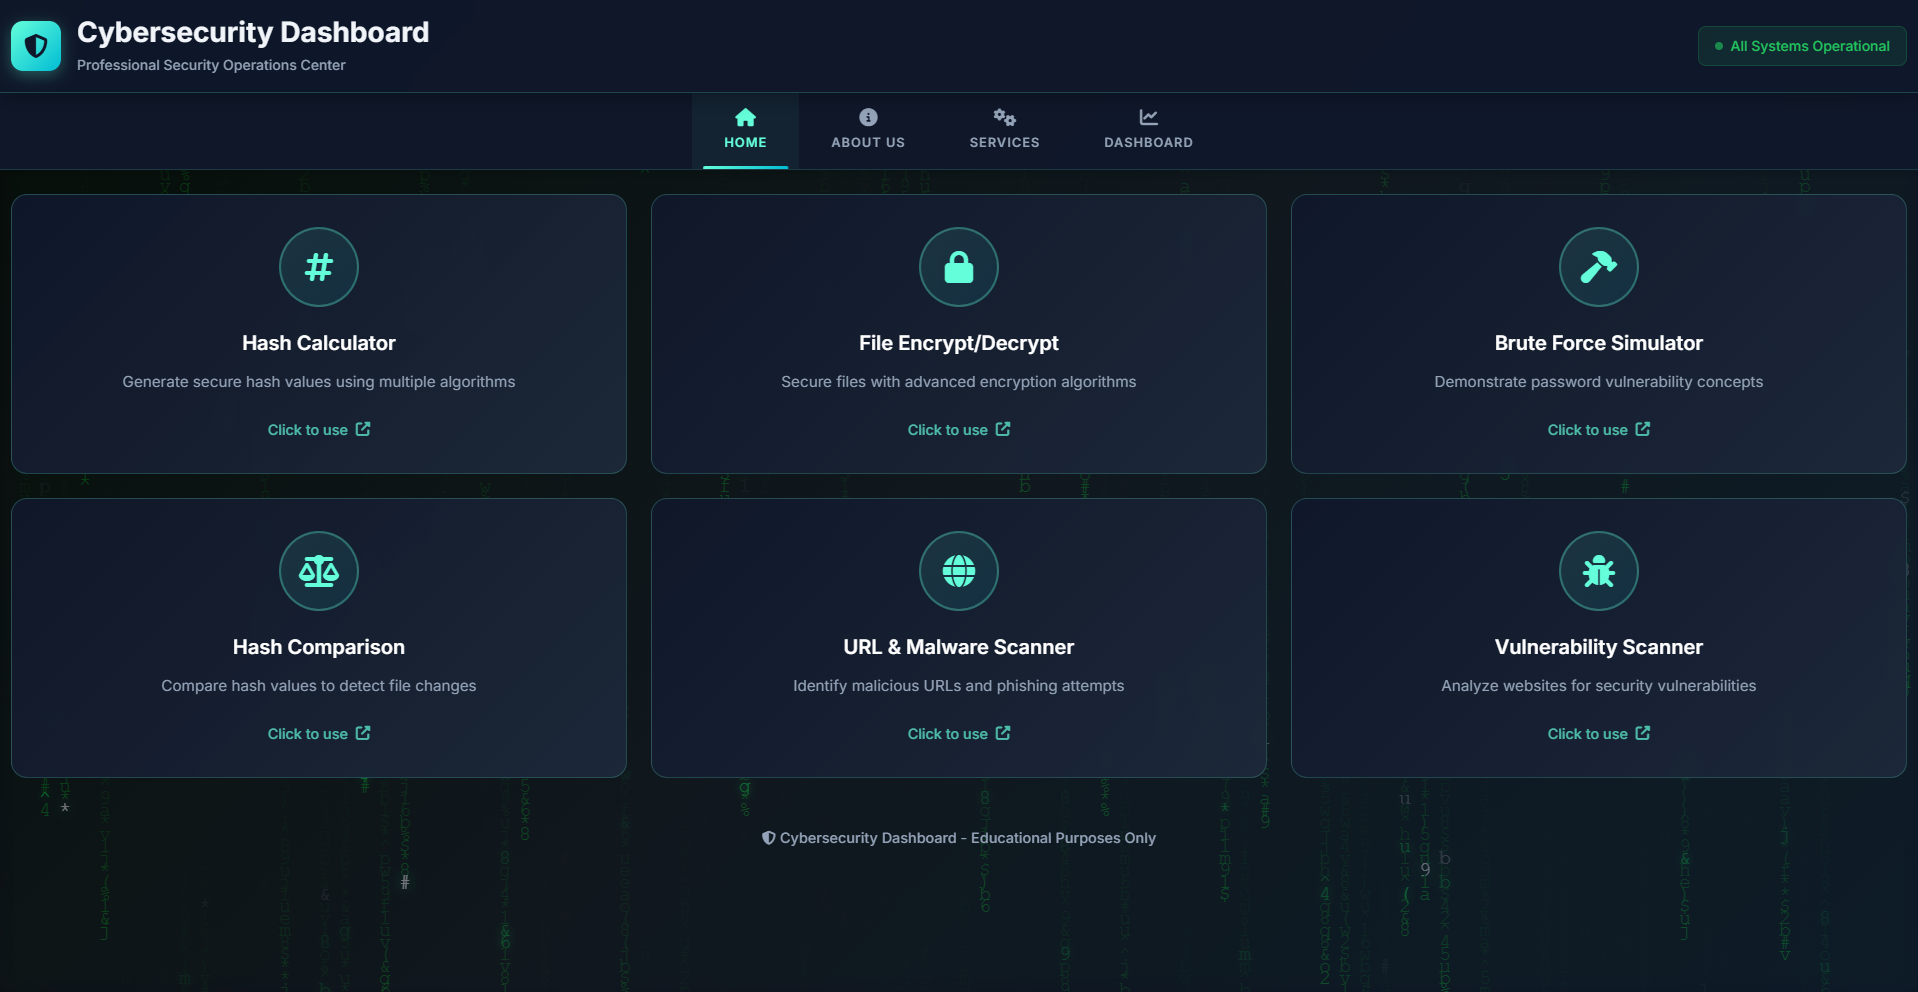 Cybersecurity Dashboard
Professional Security Operations Center
All Systems Operational
HOME
ABOUT US
SERVICES
DASHBOARD
Hash Calculator
Generate secure hash values using multiple algorithms
Click to use
File Encrypt/Decrypt
Secure files with advanced encryption algorithms
Click to use
Brute Force Simulator
Demonstrate password vulnerability concepts
Click to use
Hash Comparison
Compare hash values to detect file changes
Click to use
URL & Malware Scanner
Identify malicious URLs and phishing attempts
Click to use
Vulnerability Scanner
Analyze websites for security vulnerabilities
Click to use
Cybersecurity Dashboard - Educational Purposes Only